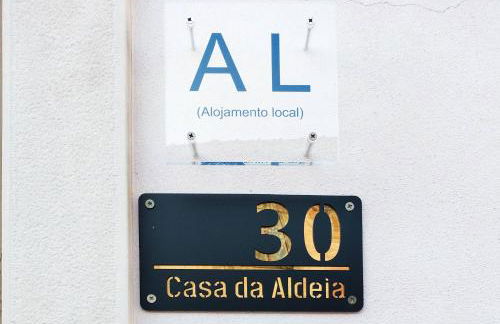 AL
(Alojamento local)
30
Casa da Aldeia